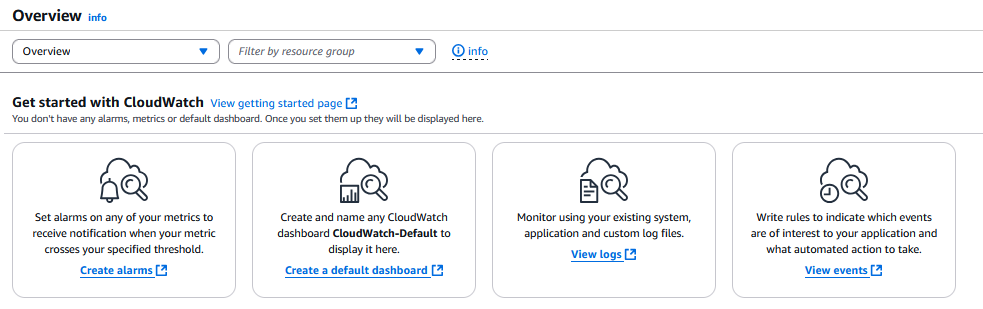 Overview info
Overview Filter by resource group info
Get started with CloudWatch View getting started page
You don't have any alarms, metrics or default dashboard. Once you set them up they will be displayed here.
Set alarms on any of your metrics to
receive notification when your metric
crosses your specified threshold.
Create alarms
Create and name any CloudWatch
dashboard CloudWatch-Default to
display it here.
Create a default dashboard
Monitor using your existing system,
application and custom log files.
View logs
Write rules to indicate which events
are of interest to your application and
what automated action to take.
View events